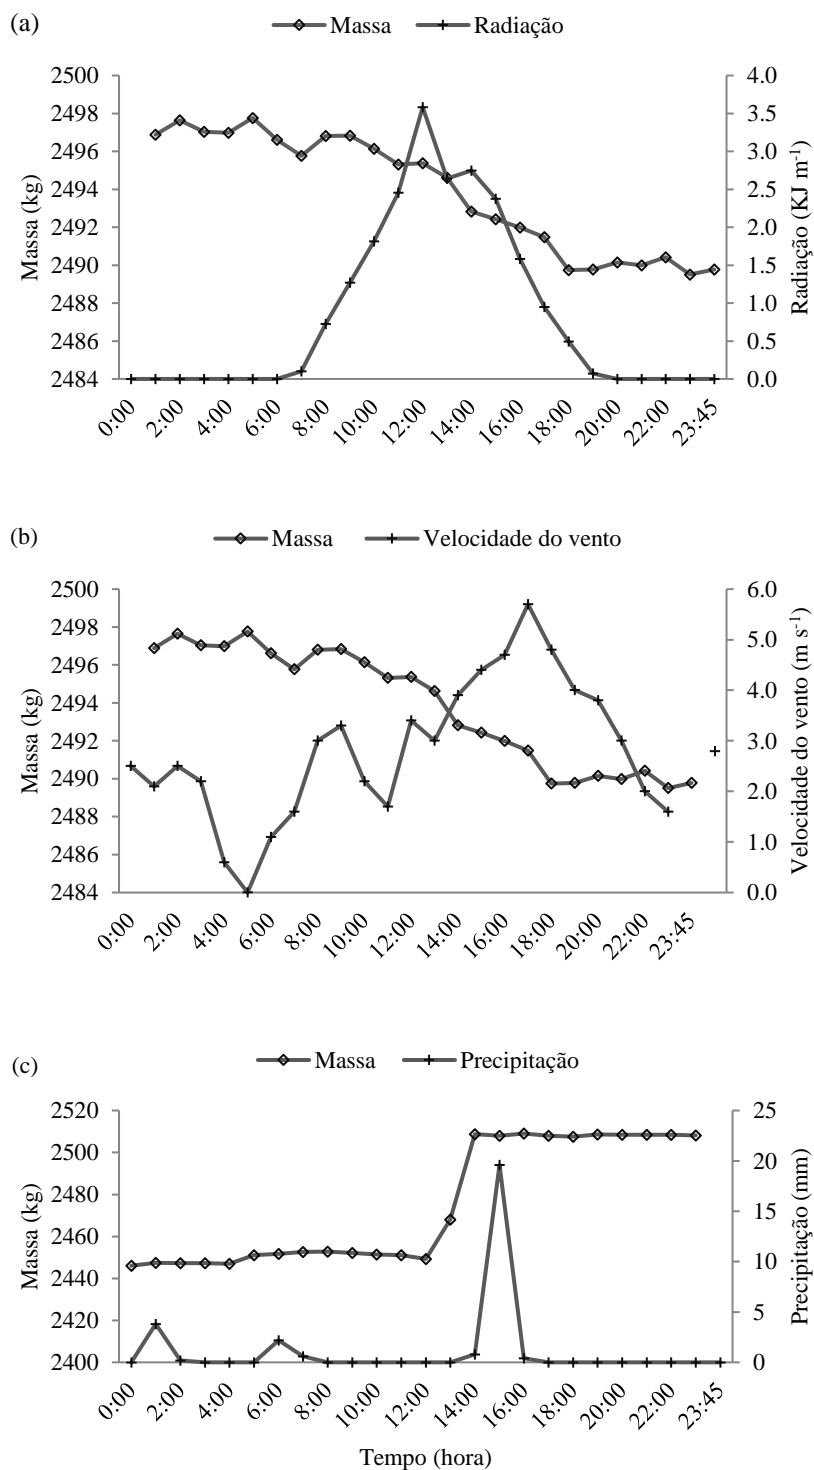 (a)
Massa Radiação
2500 4.0
2498 3.5
2496 3.0
2494 2.5
2492 2.0
2490 1.5
2488 1.0
2486 0.5
2484 0.0
Massa (kg)
Radiação (KJ m-1)
0:00 2:00 4:00 6:00 8:00 10:00 12:00 14:00 16:00 18:00 20:00 22:00 23:45
(b)
Massa Velocidade do vento
2500 6.0
2498 5.0
2496 4.0
2494 3.0
2492 2.0
2490 1.0
2488 0.0
2486
2484
Massa (kg)
Velocidade do vento (m s-1)
0:00 2:00 4:00 6:00 8:00 10:00 12:00 14:00 16:00 18:00 20:00 22:00 23:45
(c)
Massa Precipitação
2520 25
2500 20
2480 15
2460 10
2440 5
2420 0
2400
Massa (kg)
Precipitação (mm)
0:00 2:00 4:00 6:00 8:00 10:00 12:00 14:00 16:00 18:00 20:00 22:00 23:45
Tempo (hora)